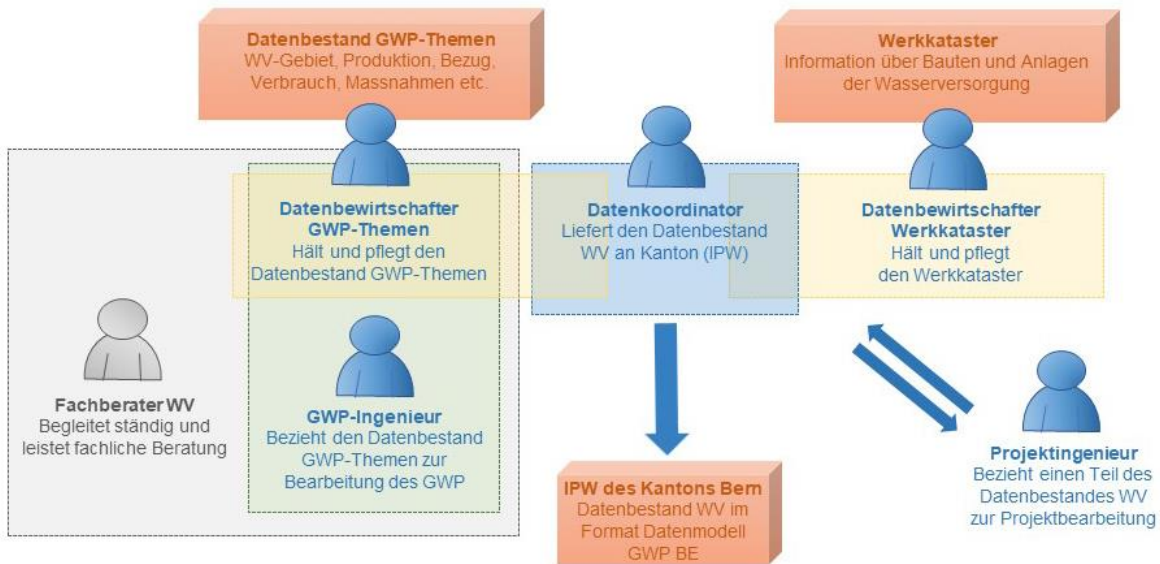 Datenbestand GWP-Themen
WV-Gebiet, Produktion, Bezug,
Verbrauch, Massnahmen etc.
Werkkataster
Information über Bauten und Anlagen
der Wasserversorgung
Datenbewirtschafter
GWP-Themen
Hält und pflegt den
Datenbestand GWP-Themen
Datenkoordinator
Liefert den Datenbestand
WV an Kanton (IPW)
Datenbewirtschafter
Werkkataster
Hält und pflegt
den Werkkataster
Fachberater WV
Begleitet ständig und
leistet fachliche Beratung
GWP-Ingenieur
Bezieht den Datenbestand
GWP-Themen zur
Bearbeitung des GWP
IPW des Kantons Bern
Datenbestand WV im
Format Datenmodell
GWP BE
Projektingenieur
Bezieht einen Teil des
Datenbestandes WV
zur Projektbearbeitung